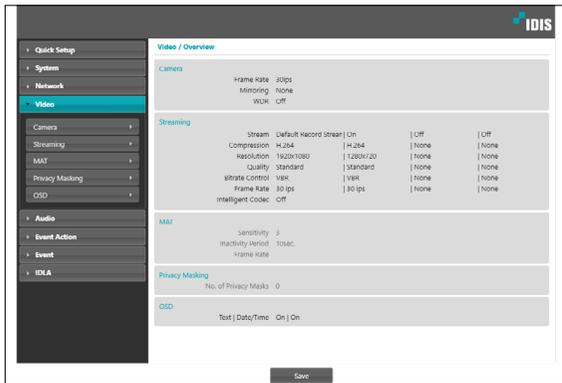 IDIS
Quick Setup
System
Network
Video
Camera
Streaming
MAT
Privacy Masking
OSD
Audio
Event Action
Event
IDLA
Video / Overview
Camera
Frame Rate 30ips
Mirroring None
WDR Off
Streaming
Stream Default Record Strear | On | Off | Off
Compression H.264 | H.264 | None | None
Resolution 1920x1080 | 1280x720 | None | None
Quality Standard | Standard | None | None
Bitrate Control VBR | VBR | None | None
Frame Rate 30 ips | 30 ips | None | None
Intelligent Codec Off
MAT
Sensitivity 3
Inactivity Period 10sec.
Frame Rate
Privacy Masking
No. of Privacy Masks 0
OSD
Text | Date/Time On | On
Save